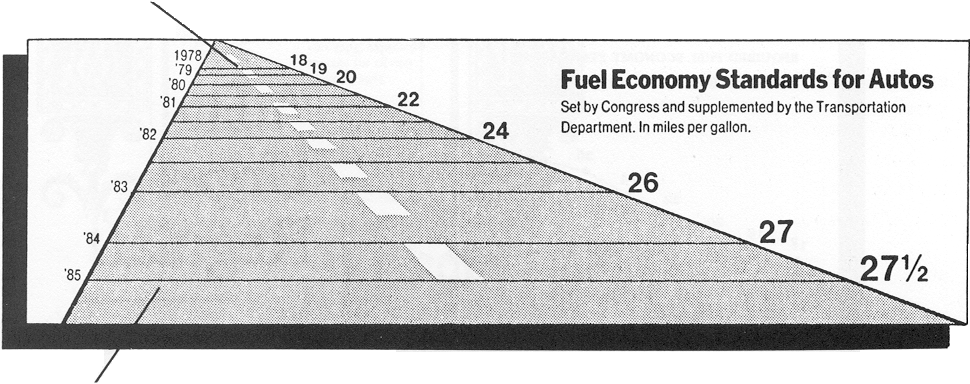 Fuel Economy Standards for Autos
Set by Congress and supplemented by the Transportation
Department. In miles per gallon.
1978 18
'79 19
'80 20
'81 22
'82 24
'83 26
'84 27
'85 27½